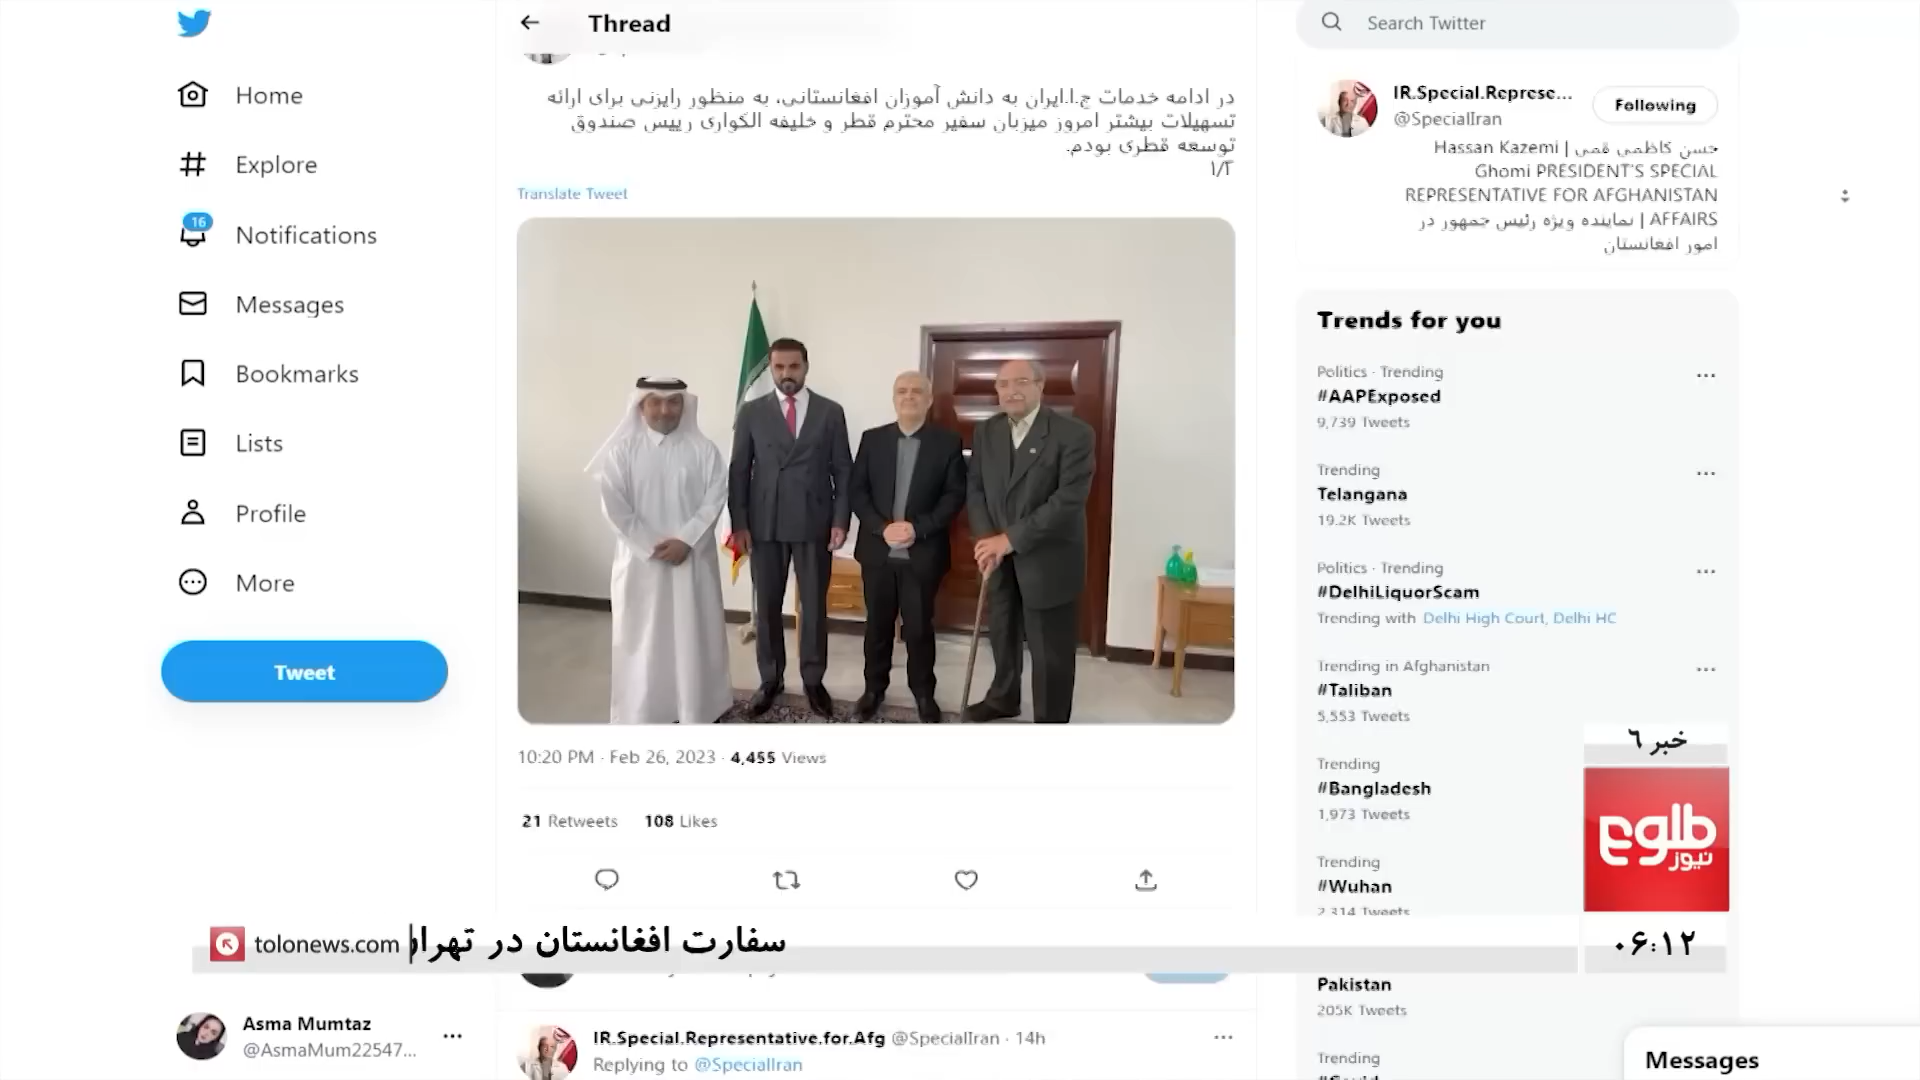 Home
Explore
16
Notifications
Messages
Bookmarks
Lists
Profile
More
Tweet
Asma Mumtaz
@AsmaMum22547...
Thread
در ادامه خدمات ج.ا.ایران به دانش آموزان افغانستانی، به منظور رایزنی برای ارائه
تسهیلات بیشتر امروز میزبان سفیر محترم قطر و خلیفه الکواری رییس صندوق
توسعه قطری بودم.
۱/۲
Translate Tweet
10:20 PM · Feb 26, 2023 · 4,455 Views
21 Retweets 108 Likes
IR.Special.Representative.for.Afg @SpecialIran · 14h
Replying to @SpecialIran
Search Twitter
IR.Special.Represe...
@SpecialIran
Following
حسن کاظمی قمی | Hassan Kazemi
Ghomi PRESIDENT'S SPECIAL
REPRESENTATIVE FOR AFGHANISTAN
AFFAIRS | نماینده ویژه رئیس جمهور در
امور افغانستان
Trends for you
Politics · Trending
#AAPExposed
9,739 Tweets
Trending
Telangana
19.2K Tweets
Politics · Trending
#DelhiLiquorScam
Trending with Delhi High Court, Delhi HC
Trending in Afghanistan
#Taliban
5,553 Tweets
Trending
#Bangladesh
1,973 Tweets
Trending
#Wuhan
2,314 Tweets
Pakistan
205K Tweets
Trending
Messages
خبر ٦
طلوع
نیوز
۰۶:۱۲
tolonews.com
سفارت افغانستان در تهرا